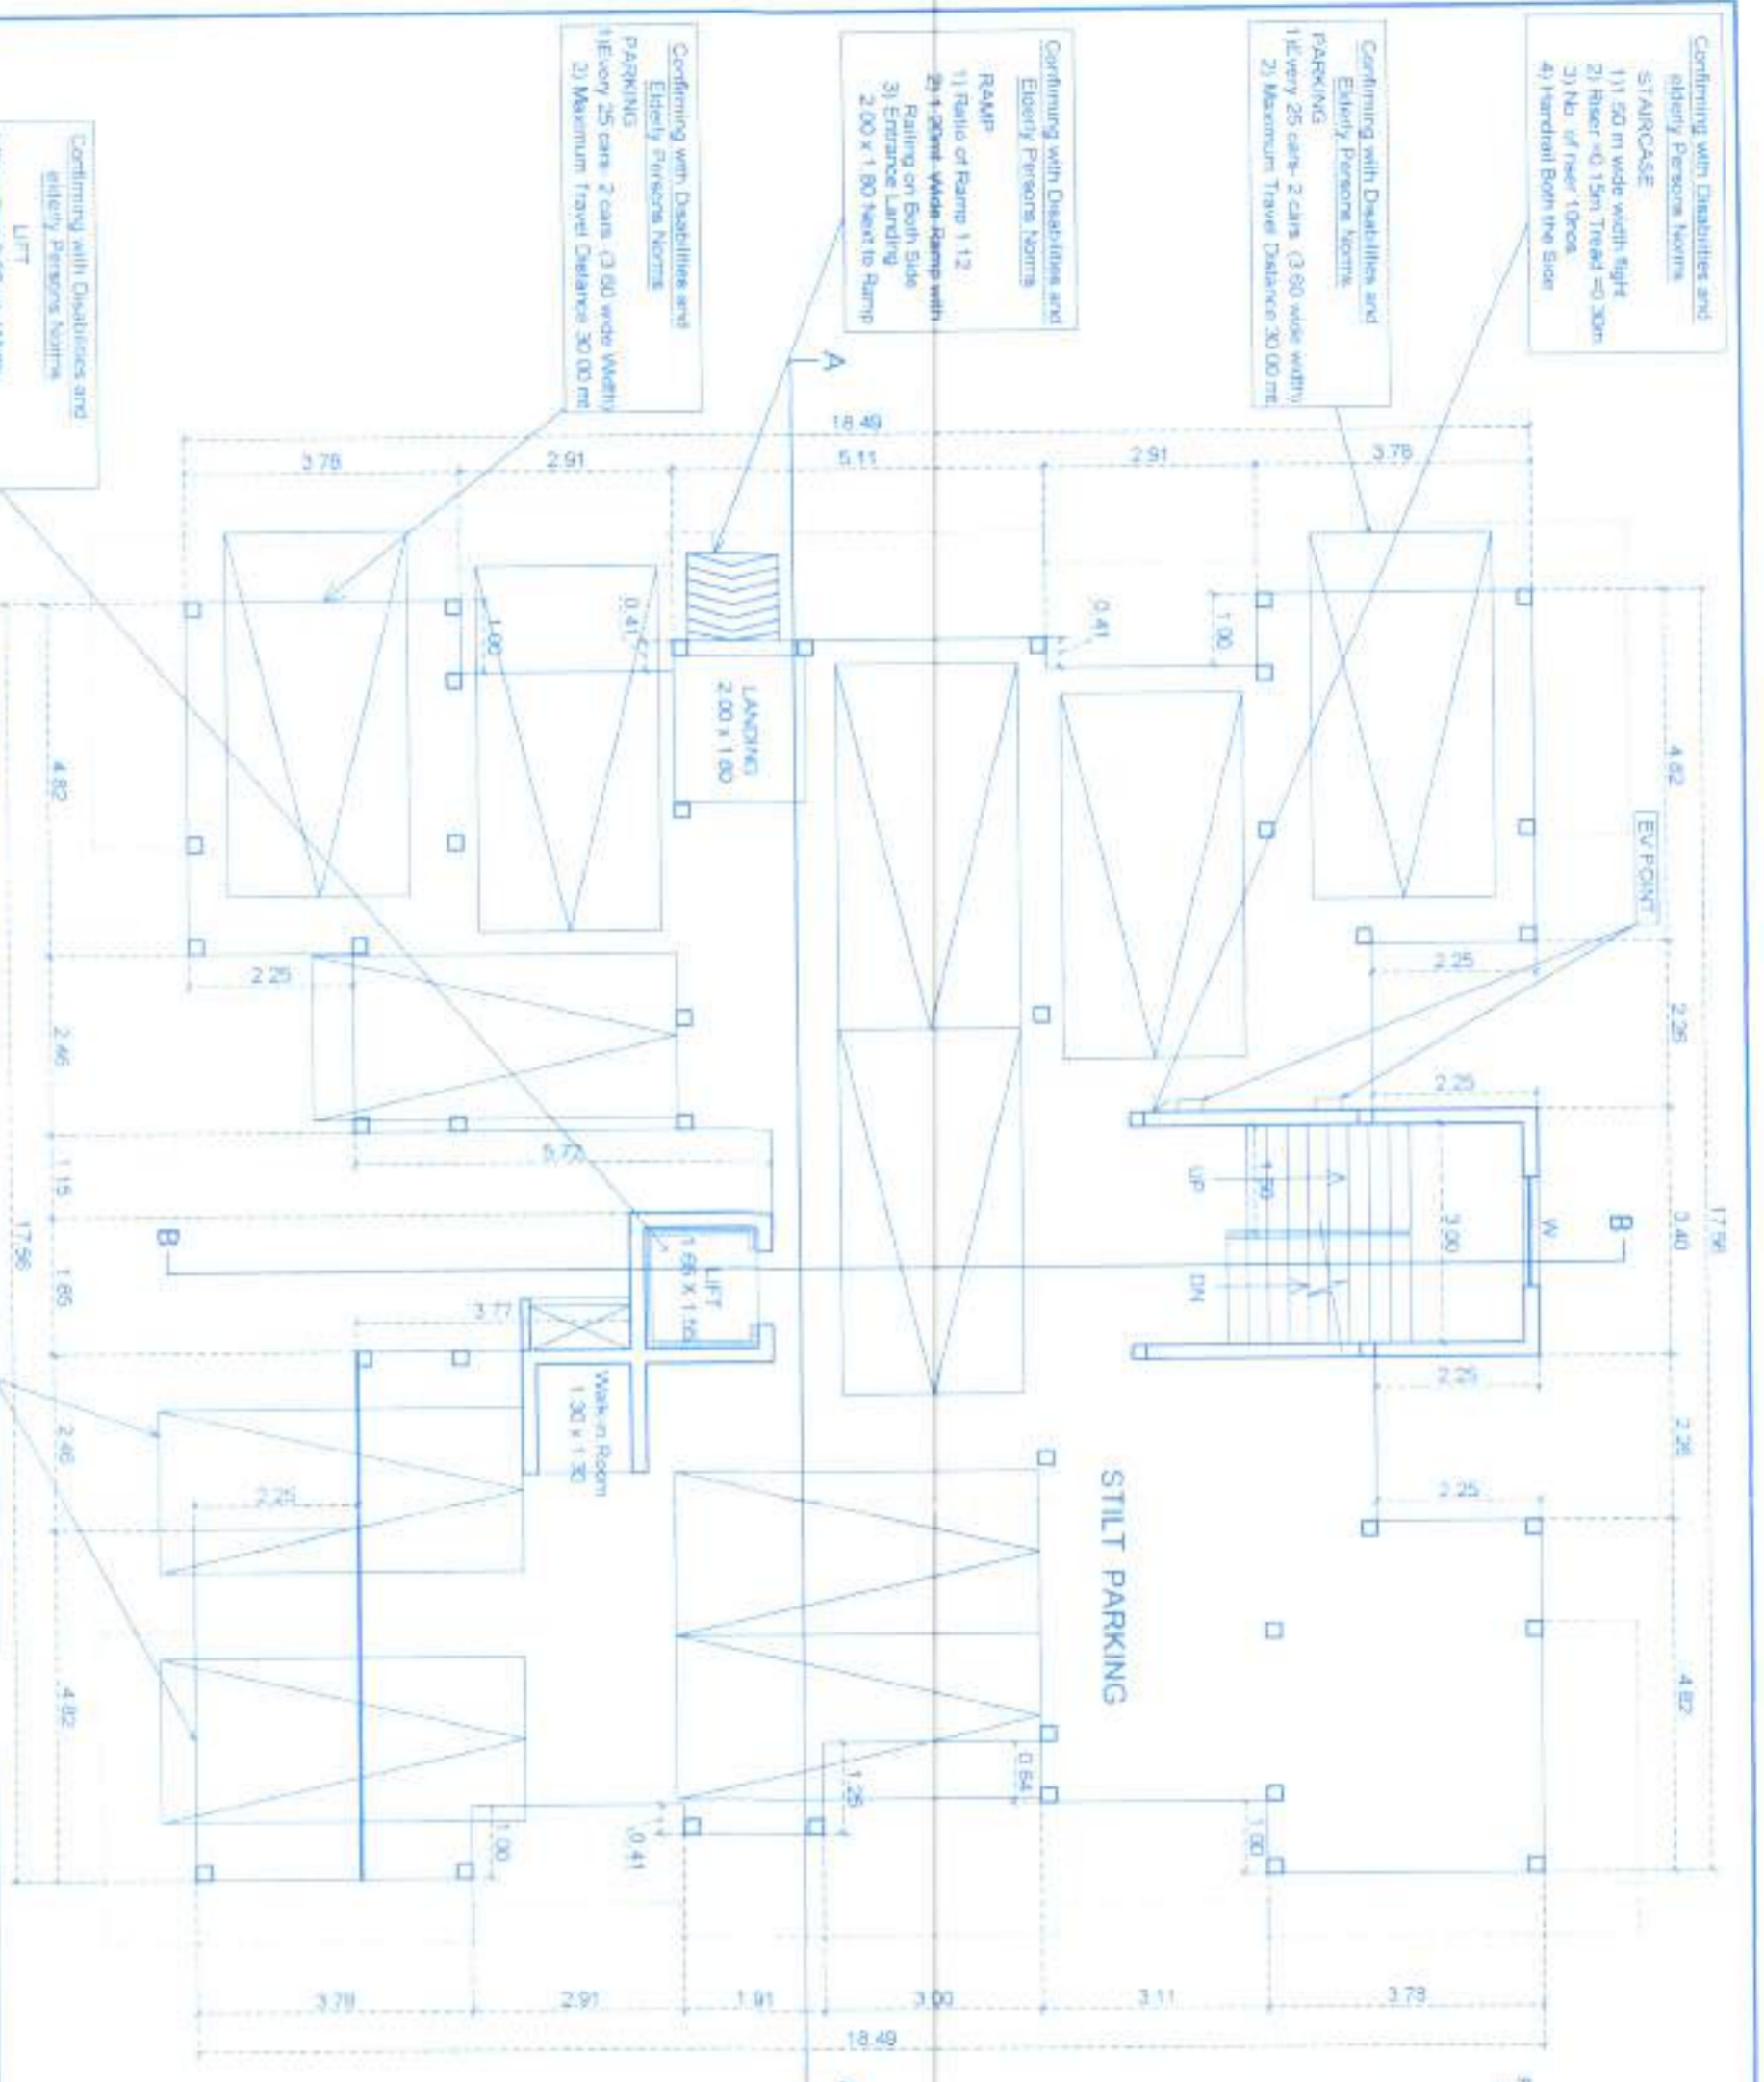 Confirming with Disabilities and
elderly Persons Norms
STAIRCASE
1)1.50 m wide width flight
2) Riser =0.15m Tread =0.30m
3) No. of riser 10nos
4) Handrail Both the Sider
Confirming with Disabilities and
Elderly Persons Norms
PARKING
1)Every 25 cars- 2 cars (3.60 wide width)
2) Maximum Travel Distance 30.00 mt
Confirming with Disabilities and
Elderly Persons Norms
RAMP
1) Ratio of Ramp 1:12
2) 1.20mt Wide Ramp with
Railling on Both Side
3) Entrance Landing
2.00 x 1.80 Next to Ramp
Confirming with Disabilities and
Elderly Persons Norms
PARKING
1)Every 25 cars- 2 cars (3.60 wide Width)
2) Maximum Travel Distance 30.00 mt
Confirming with Disabilities and
elderly Persons Norms
LIFT
A
18.49
3.78
2.91
5.11
2.91
3.78
17.56
4.82
2.26
3.40
2.26
4.82
EV POINT
1.00
0.41
0.41
1.00
LANDING
2.00 x 1.80
2.25
2.25
2.25
2.25
2.25
2.25
W
3.00
1.50
UP
DN
B
B
5.77
LIFT
3.77
Walk-in Room
1.30 x 1.30
STILT PARKING
0.64
1.25
1.00
0.41
1.00
4.82
2.46
1.15
1.85
2.46
4.82
17.56
3.78
2.91
1.91
3.00
3.11
3.78
18.49